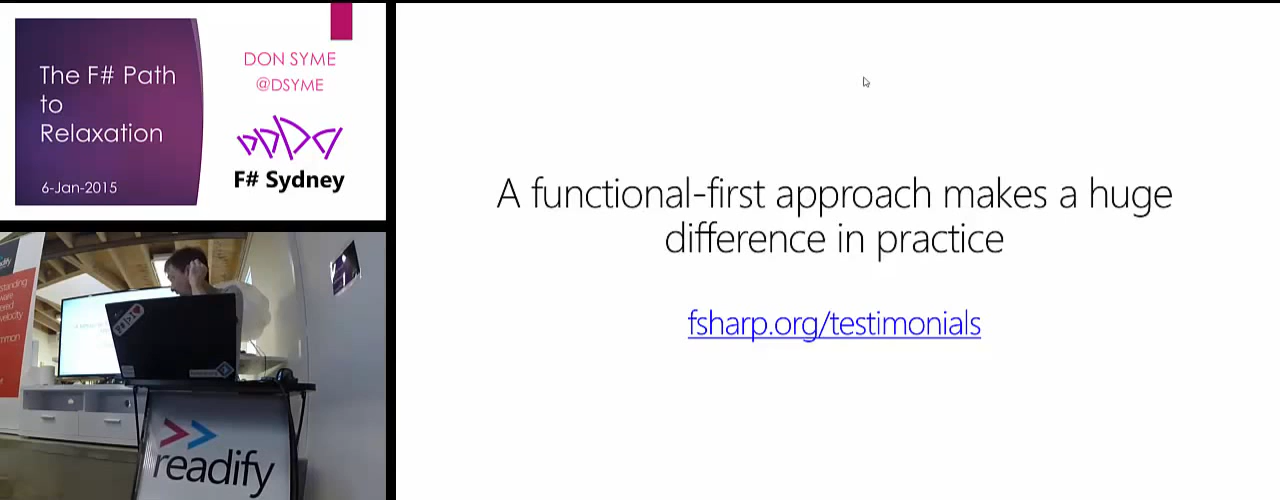 The F# Path
to
Relaxation
6-Jan-2015
DON SYME
@DSYME
F# Sydney
A functional-first approach makes a huge
difference in practice
fsharp.org/testimonials
readify